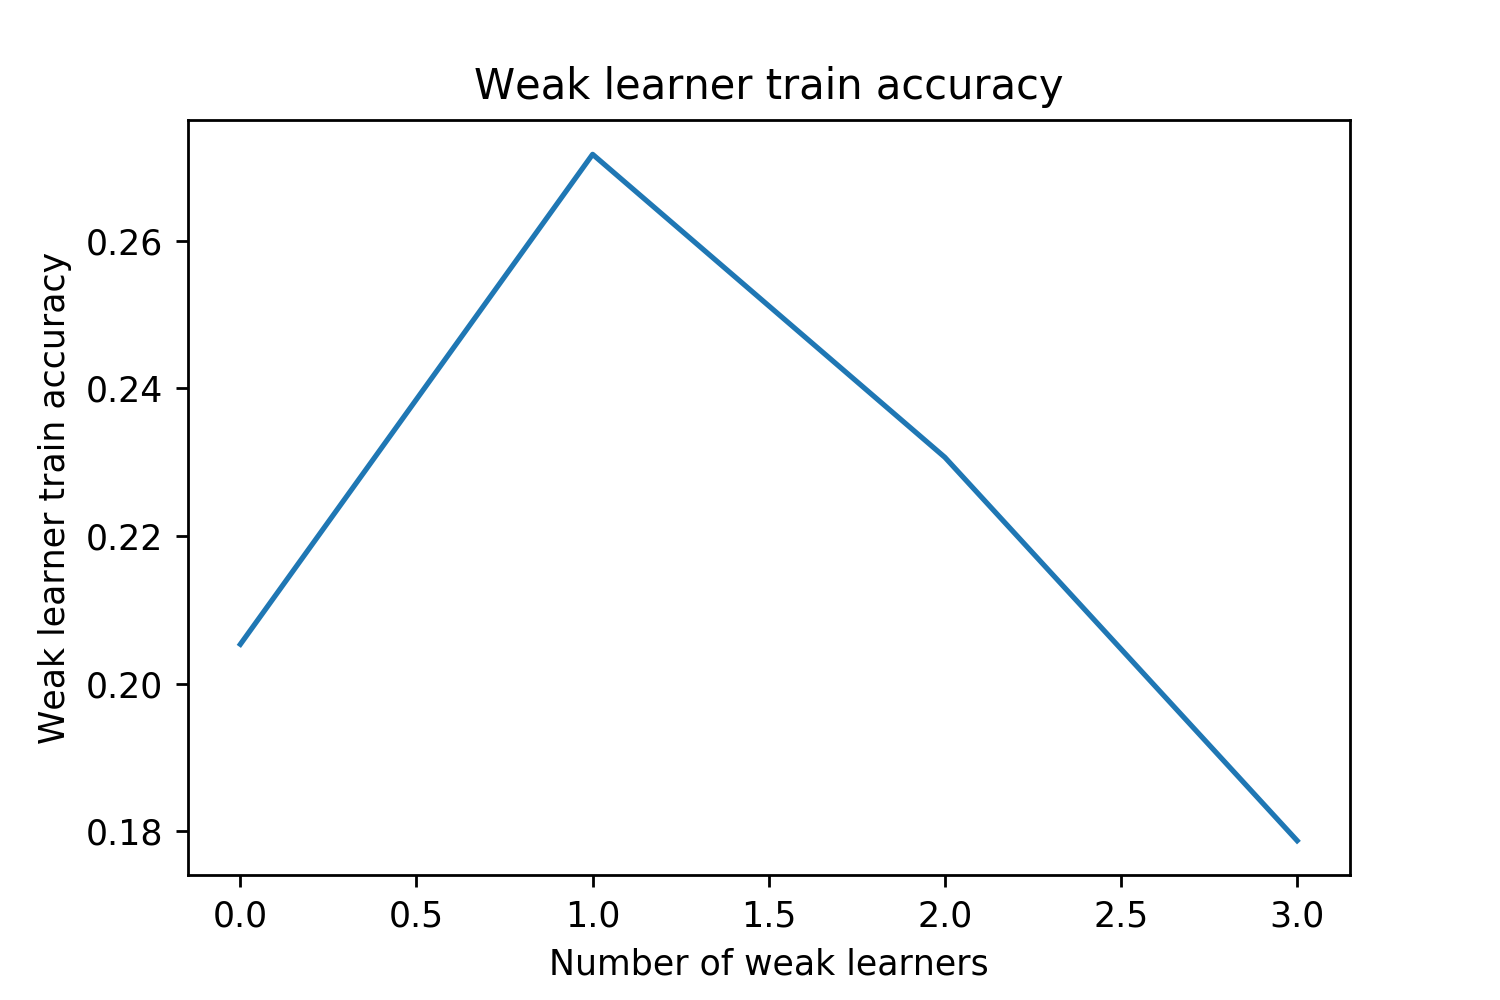 Weak learner train accuracy
Weak learner train accuracy
0.26
0.24
0.22
0.20
0.18
0.0 0.5 1.0 1.5 2.0 2.5 3.0
Number of weak learners